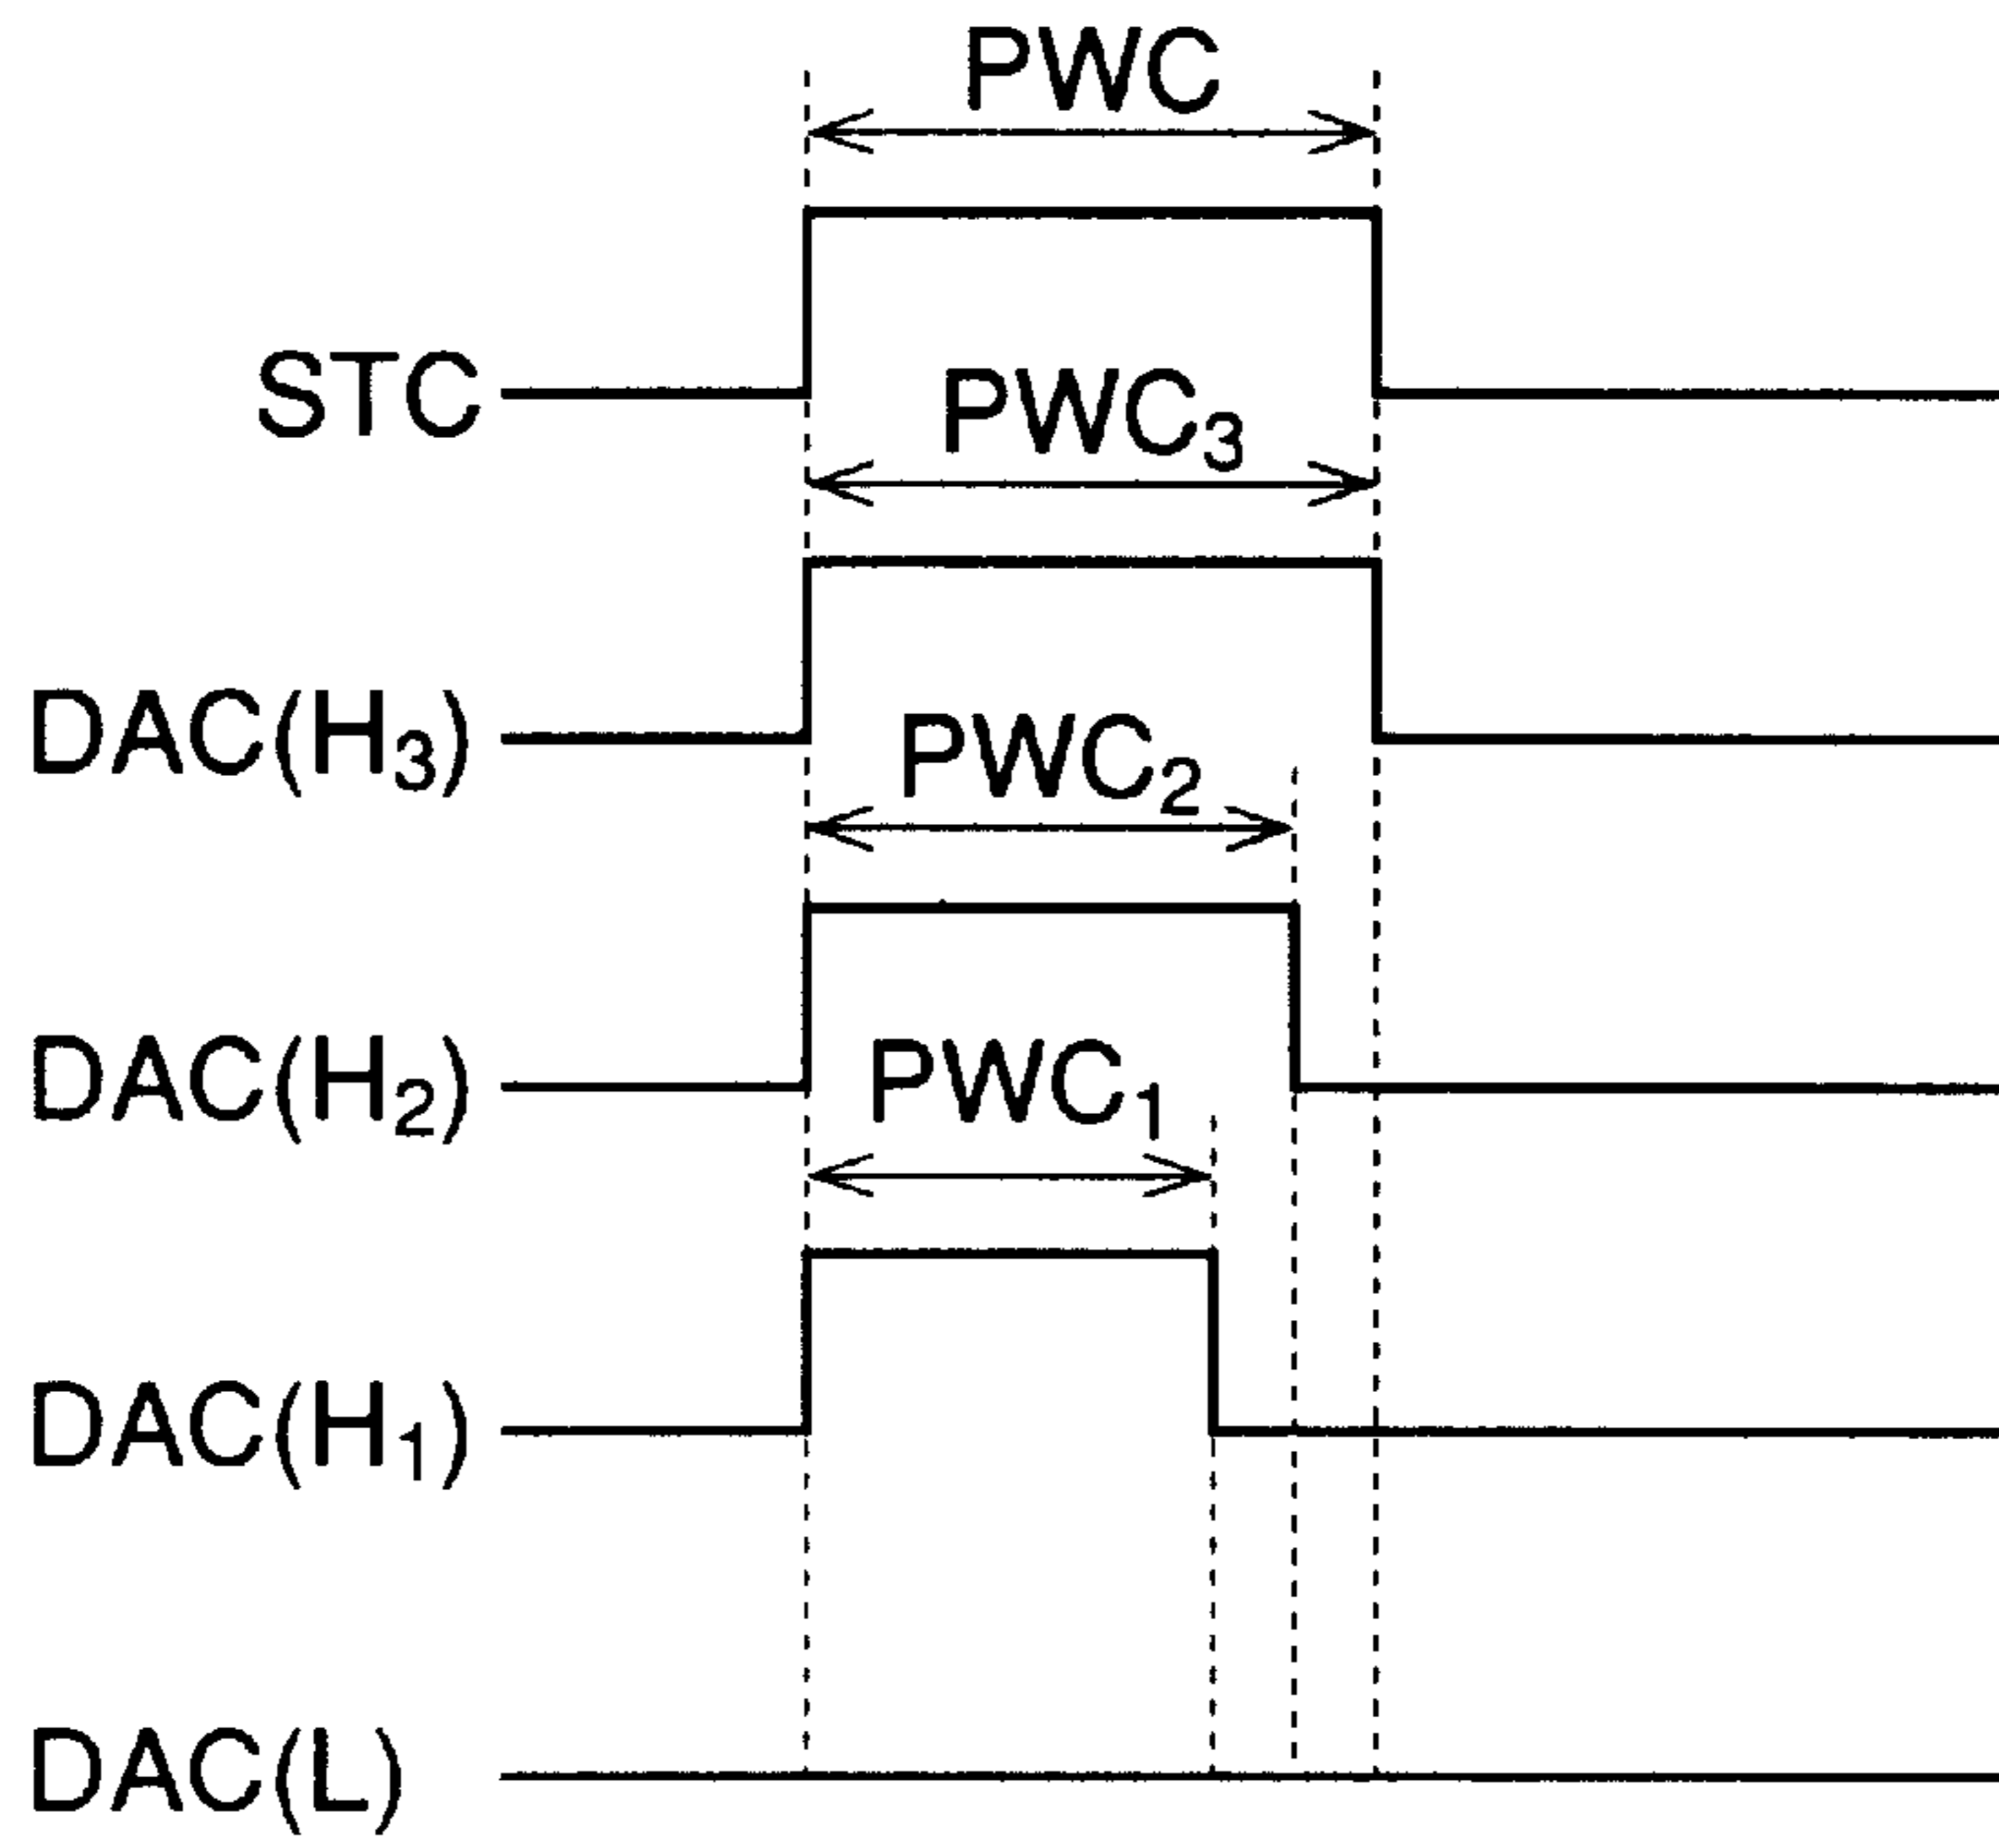 PWC
STC
PWC₃
DAC(H₃)
PWC₂
DAC(H₂)
PWC₁
DAC(H₁)
DAC(L)